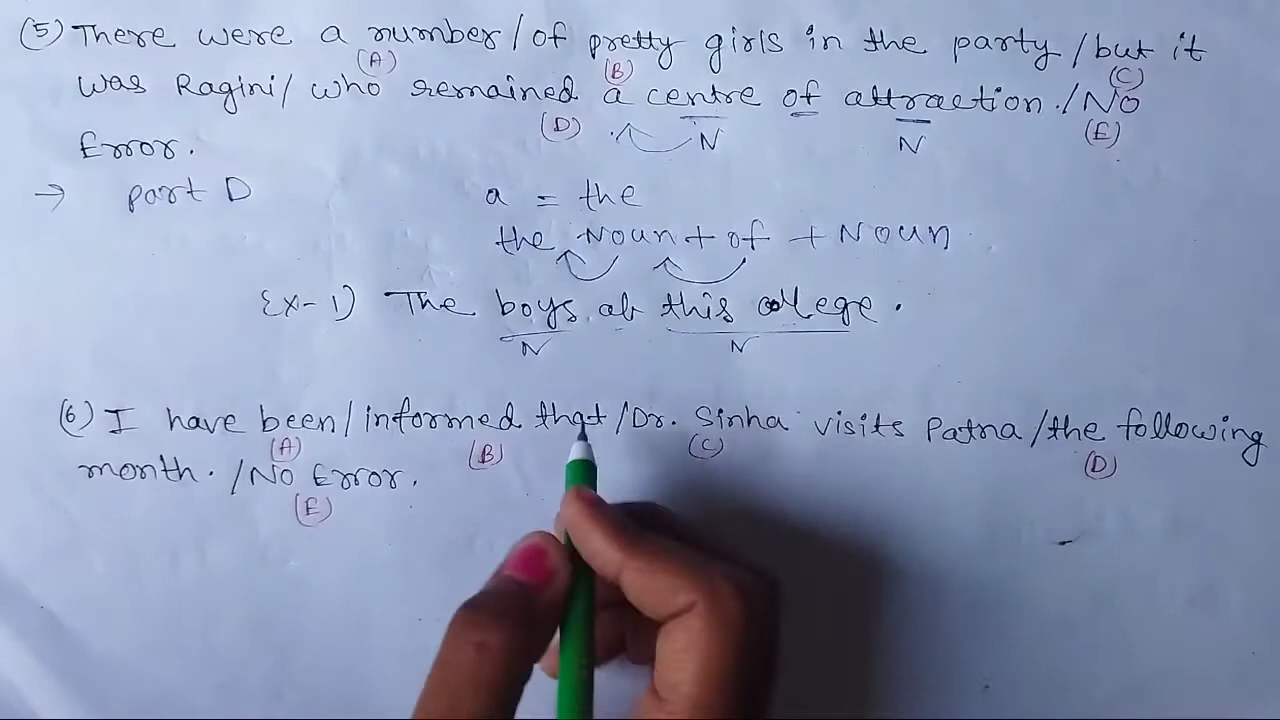 (5) There were a number / of pretty girls in the party / but it
(A) (B) (C)
was Ragini / who remained a centre of attraction. / No
(D) N N (E)
Error.
→ part D a = the
the Noun + of + Noun
Ex-1) The boys of this college.
N N
(6) I have been / informed that / Dr. Sinha visits Patna / the following
(A) (B) (C) (D)
month. / No Error.
(E)